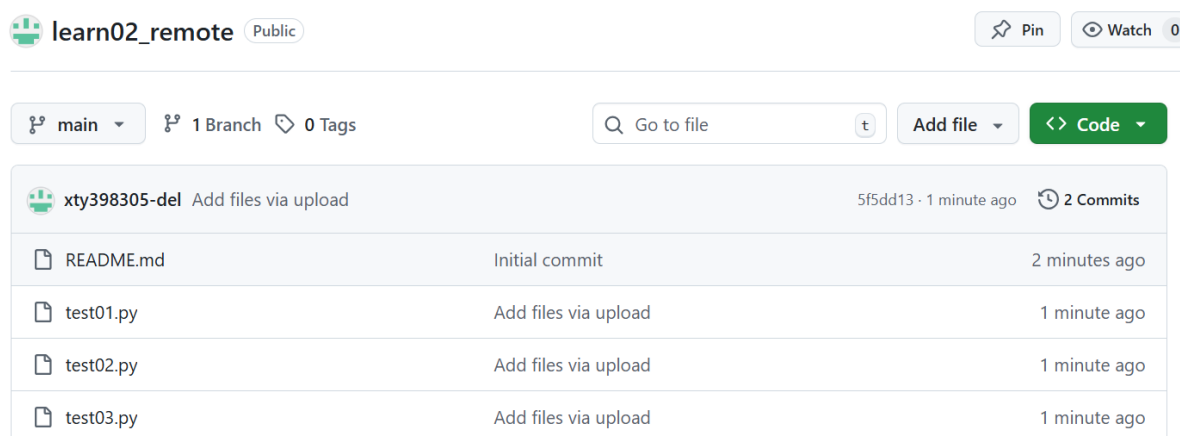 learn02_remote Public Pin Watch 0
main 1 Branch 0 Tags Go to file t Add file Code
xty398305-del Add files via upload 5f5dd13 · 1 minute ago 2 Commits
README.md Initial commit 2 minutes ago
test01.py Add files via upload 1 minute ago
test02.py Add files via upload 1 minute ago
test03.py Add files via upload 1 minute ago